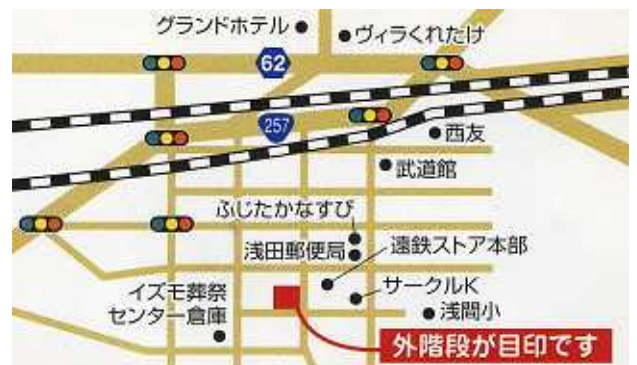 グランドホテル
ヴィラくれたけ
62
257
西友
武道館
ふじたかなすび
浅田郵便局
遠鉄ストア本部
イズモ葬祭
センター倉庫
サークルK
浅間小
外階段が目印です